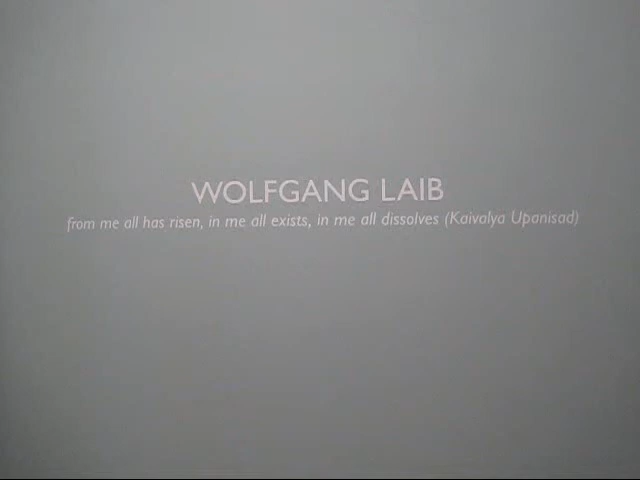 WOLFGANG LAIB
from me all has risen, in me all exists, in me all dissolves (Kaivalya Upanisad)